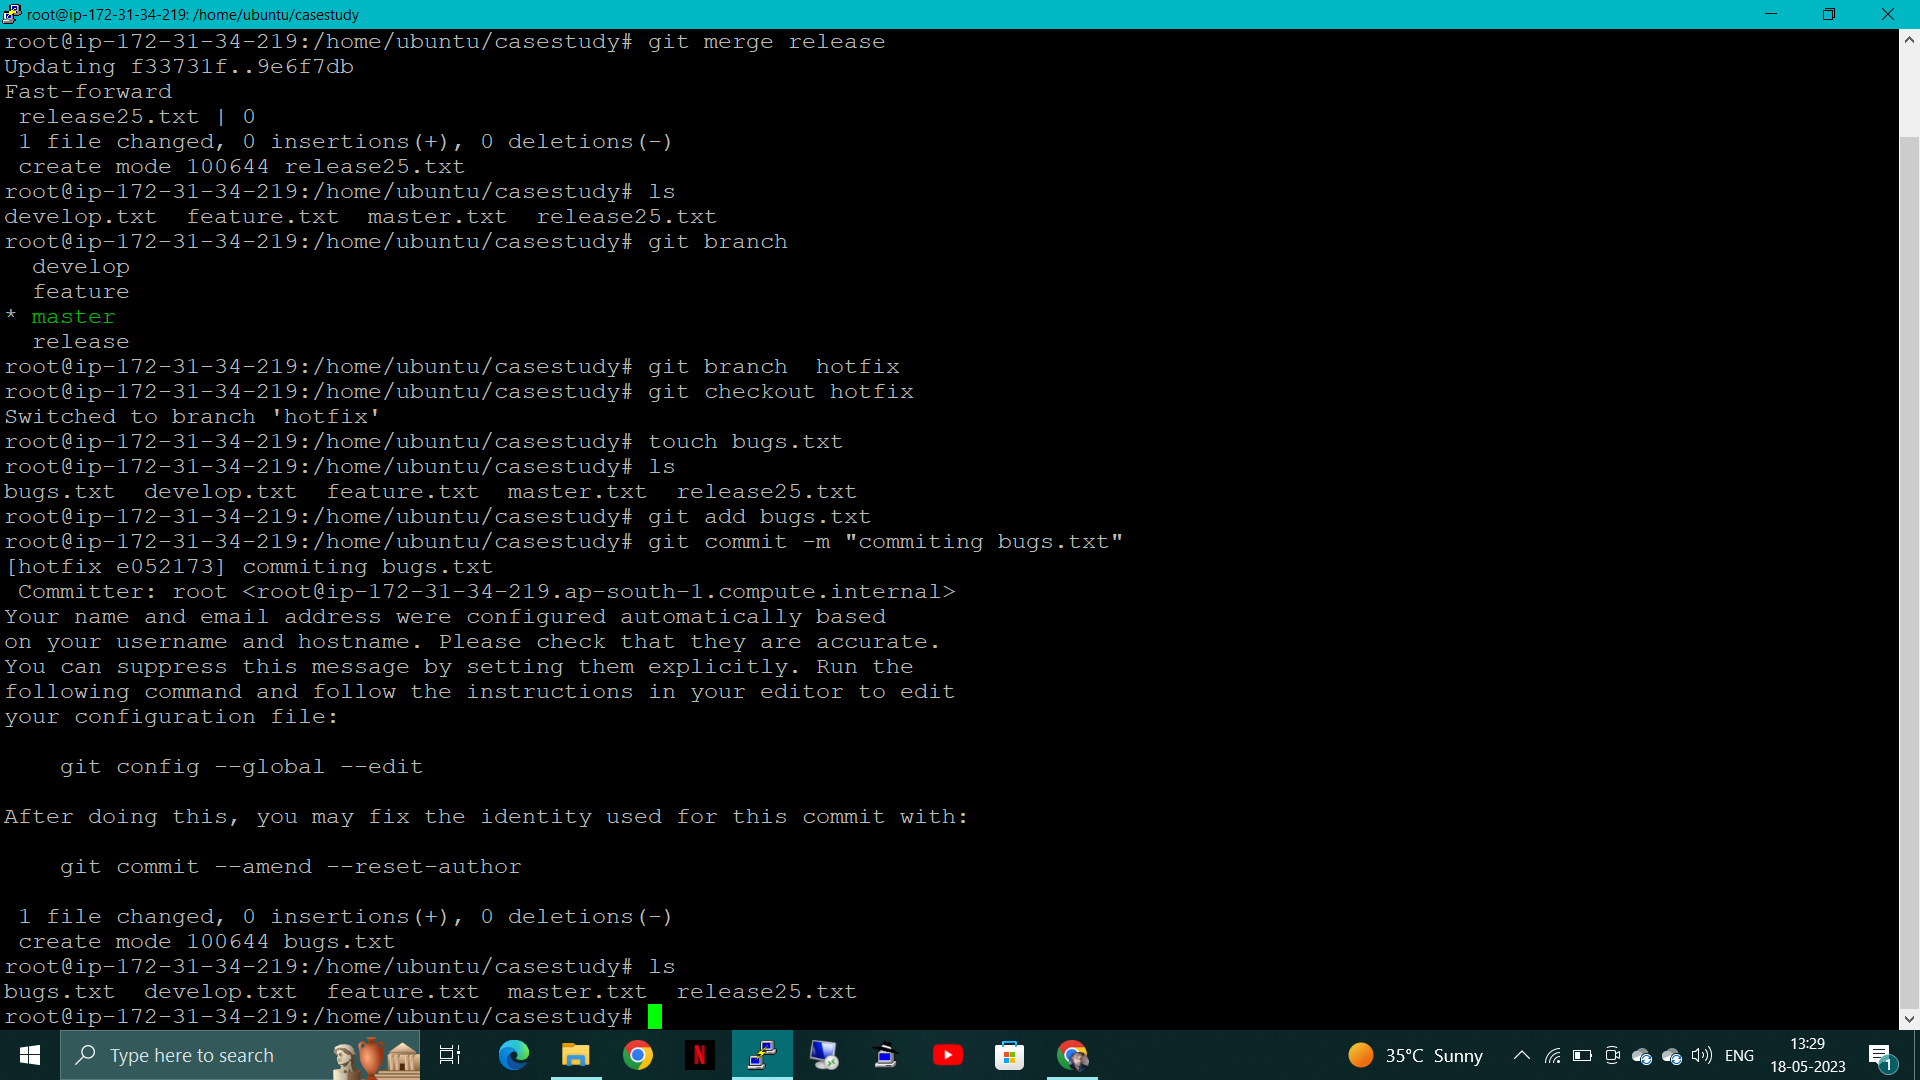 root@ip-172-31-34-219: /home/ubuntu/casestudy
root@ip-172-31-34-219:/home/ubuntu/casestudy# git merge release
Updating f33731f..9e6f7db
Fast-forward
 release25.txt | 0
 1 file changed, 0 insertions(+), 0 deletions(-)
 create mode 100644 release25.txt
root@ip-172-31-34-219:/home/ubuntu/casestudy# ls
develop.txt  feature.txt  master.txt  release25.txt
root@ip-172-31-34-219:/home/ubuntu/casestudy# git branch
  develop
  feature
* master
  release
root@ip-172-31-34-219:/home/ubuntu/casestudy# git branch  hotfix
root@ip-172-31-34-219:/home/ubuntu/casestudy# git checkout hotfix
Switched to branch 'hotfix'
root@ip-172-31-34-219:/home/ubuntu/casestudy# touch bugs.txt
root@ip-172-31-34-219:/home/ubuntu/casestudy# ls
bugs.txt  develop.txt  feature.txt  master.txt  release25.txt
root@ip-172-31-34-219:/home/ubuntu/casestudy# git add bugs.txt
root@ip-172-31-34-219:/home/ubuntu/casestudy# git commit -m "commiting bugs.txt"
[hotfix e052173] commiting bugs.txt
 Committer: root <root@ip-172-31-34-219.ap-south-1.compute.internal>
Your name and email address were configured automatically based
on your username and hostname. Please check that they are accurate.
You can suppress this message by setting them explicitly. Run the
following command and follow the instructions in your editor to edit
your configuration file:
    git config --global --edit
After doing this, you may fix the identity used for this commit with:
    git commit --amend --reset-author
 1 file changed, 0 insertions(+), 0 deletions(-)
 create mode 100644 bugs.txt
root@ip-172-31-34-219:/home/ubuntu/casestudy# ls
bugs.txt  develop.txt  feature.txt  master.txt  release25.txt
root@ip-172-31-34-219:/home/ubuntu/casestudy#
Type here to search
N
35°C Sunny
ENG
13:29
18-05-2023
1